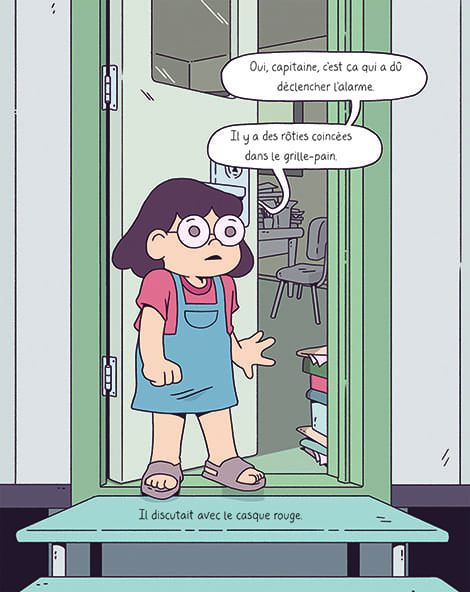 Oui, capitaine, c'est ca qui a dû
déclencher l'alarme.
Il y a des rôties coincées
dans le grille-pain.
Il discutait avec le casque rouge.